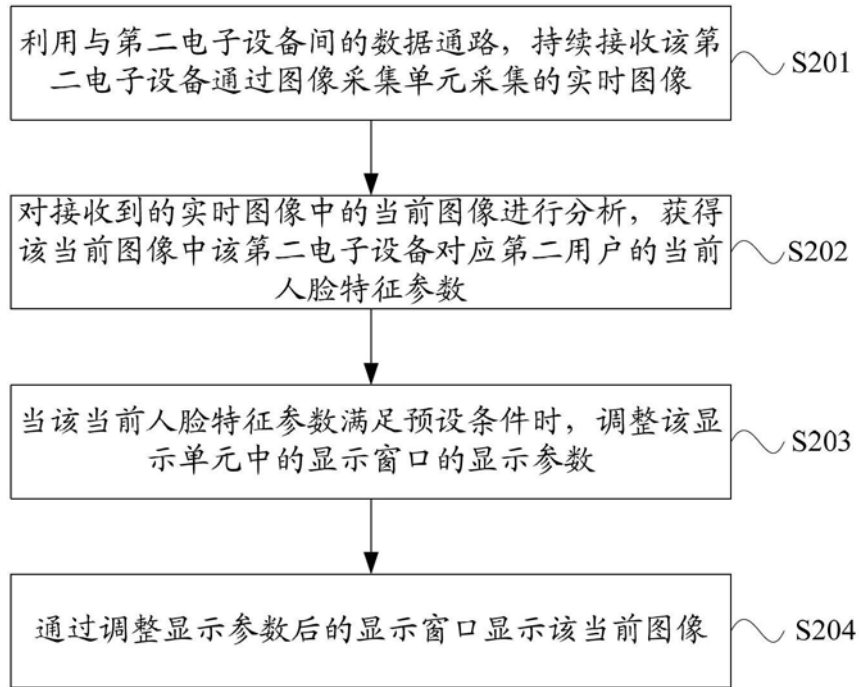 利用与第二电子设备间的数据通路，持续接收该第
二电子设备通过图像采集单元采集的实时图像
S201
对接收到的实时图像中的当前图像进行分析，获得
该当前图像中该第二电子设备对应第二用户的当前
人脸特征参数
S202
当该当前人脸特征参数满足预设条件时，调整该显
示单元中的显示窗口的显示参数
S203
通过调整显示参数后的显示窗口显示该当前图像
S204